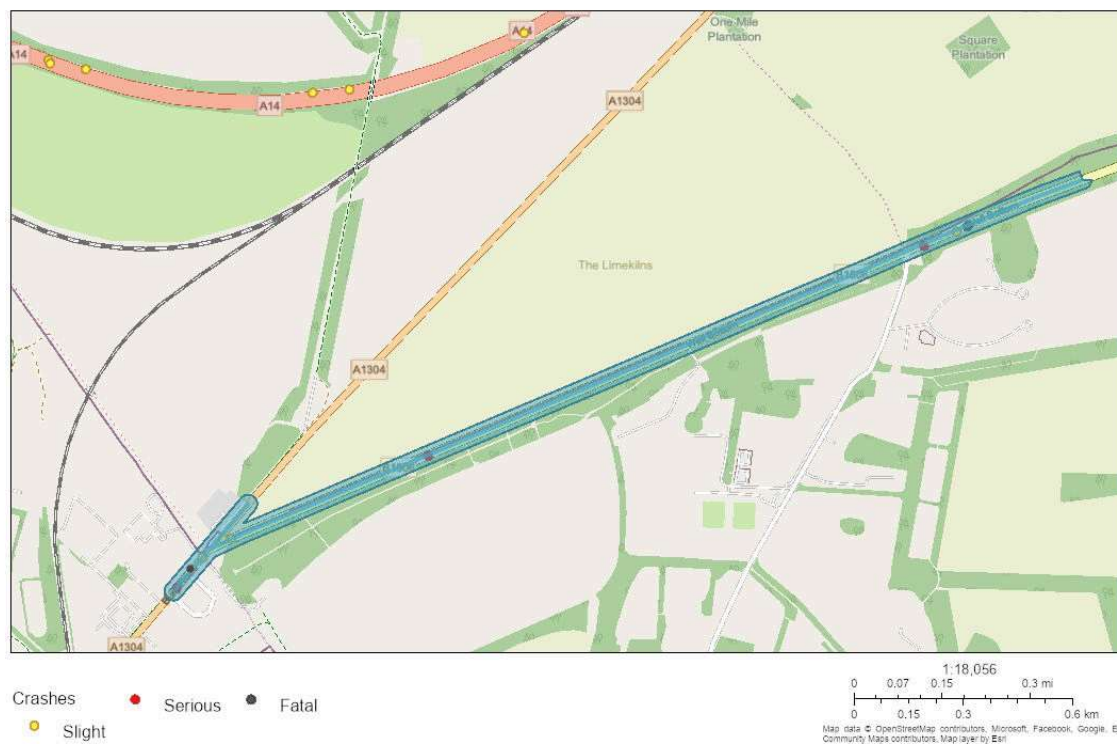 A14
A14
A14
One Mile
Plantation
Square
Plantation
A1304
The Limekilns
A1304
A1304
Crashes
Serious
Fatal
Slight
1:18,056
0 0.07 0.15 0.3 mi
0 0.15 0.3 0.6 km
Map data © OpenStreetMap contributors, Microsoft, Facebook, Google, E
Community Maps contributors, Map layer by Esri